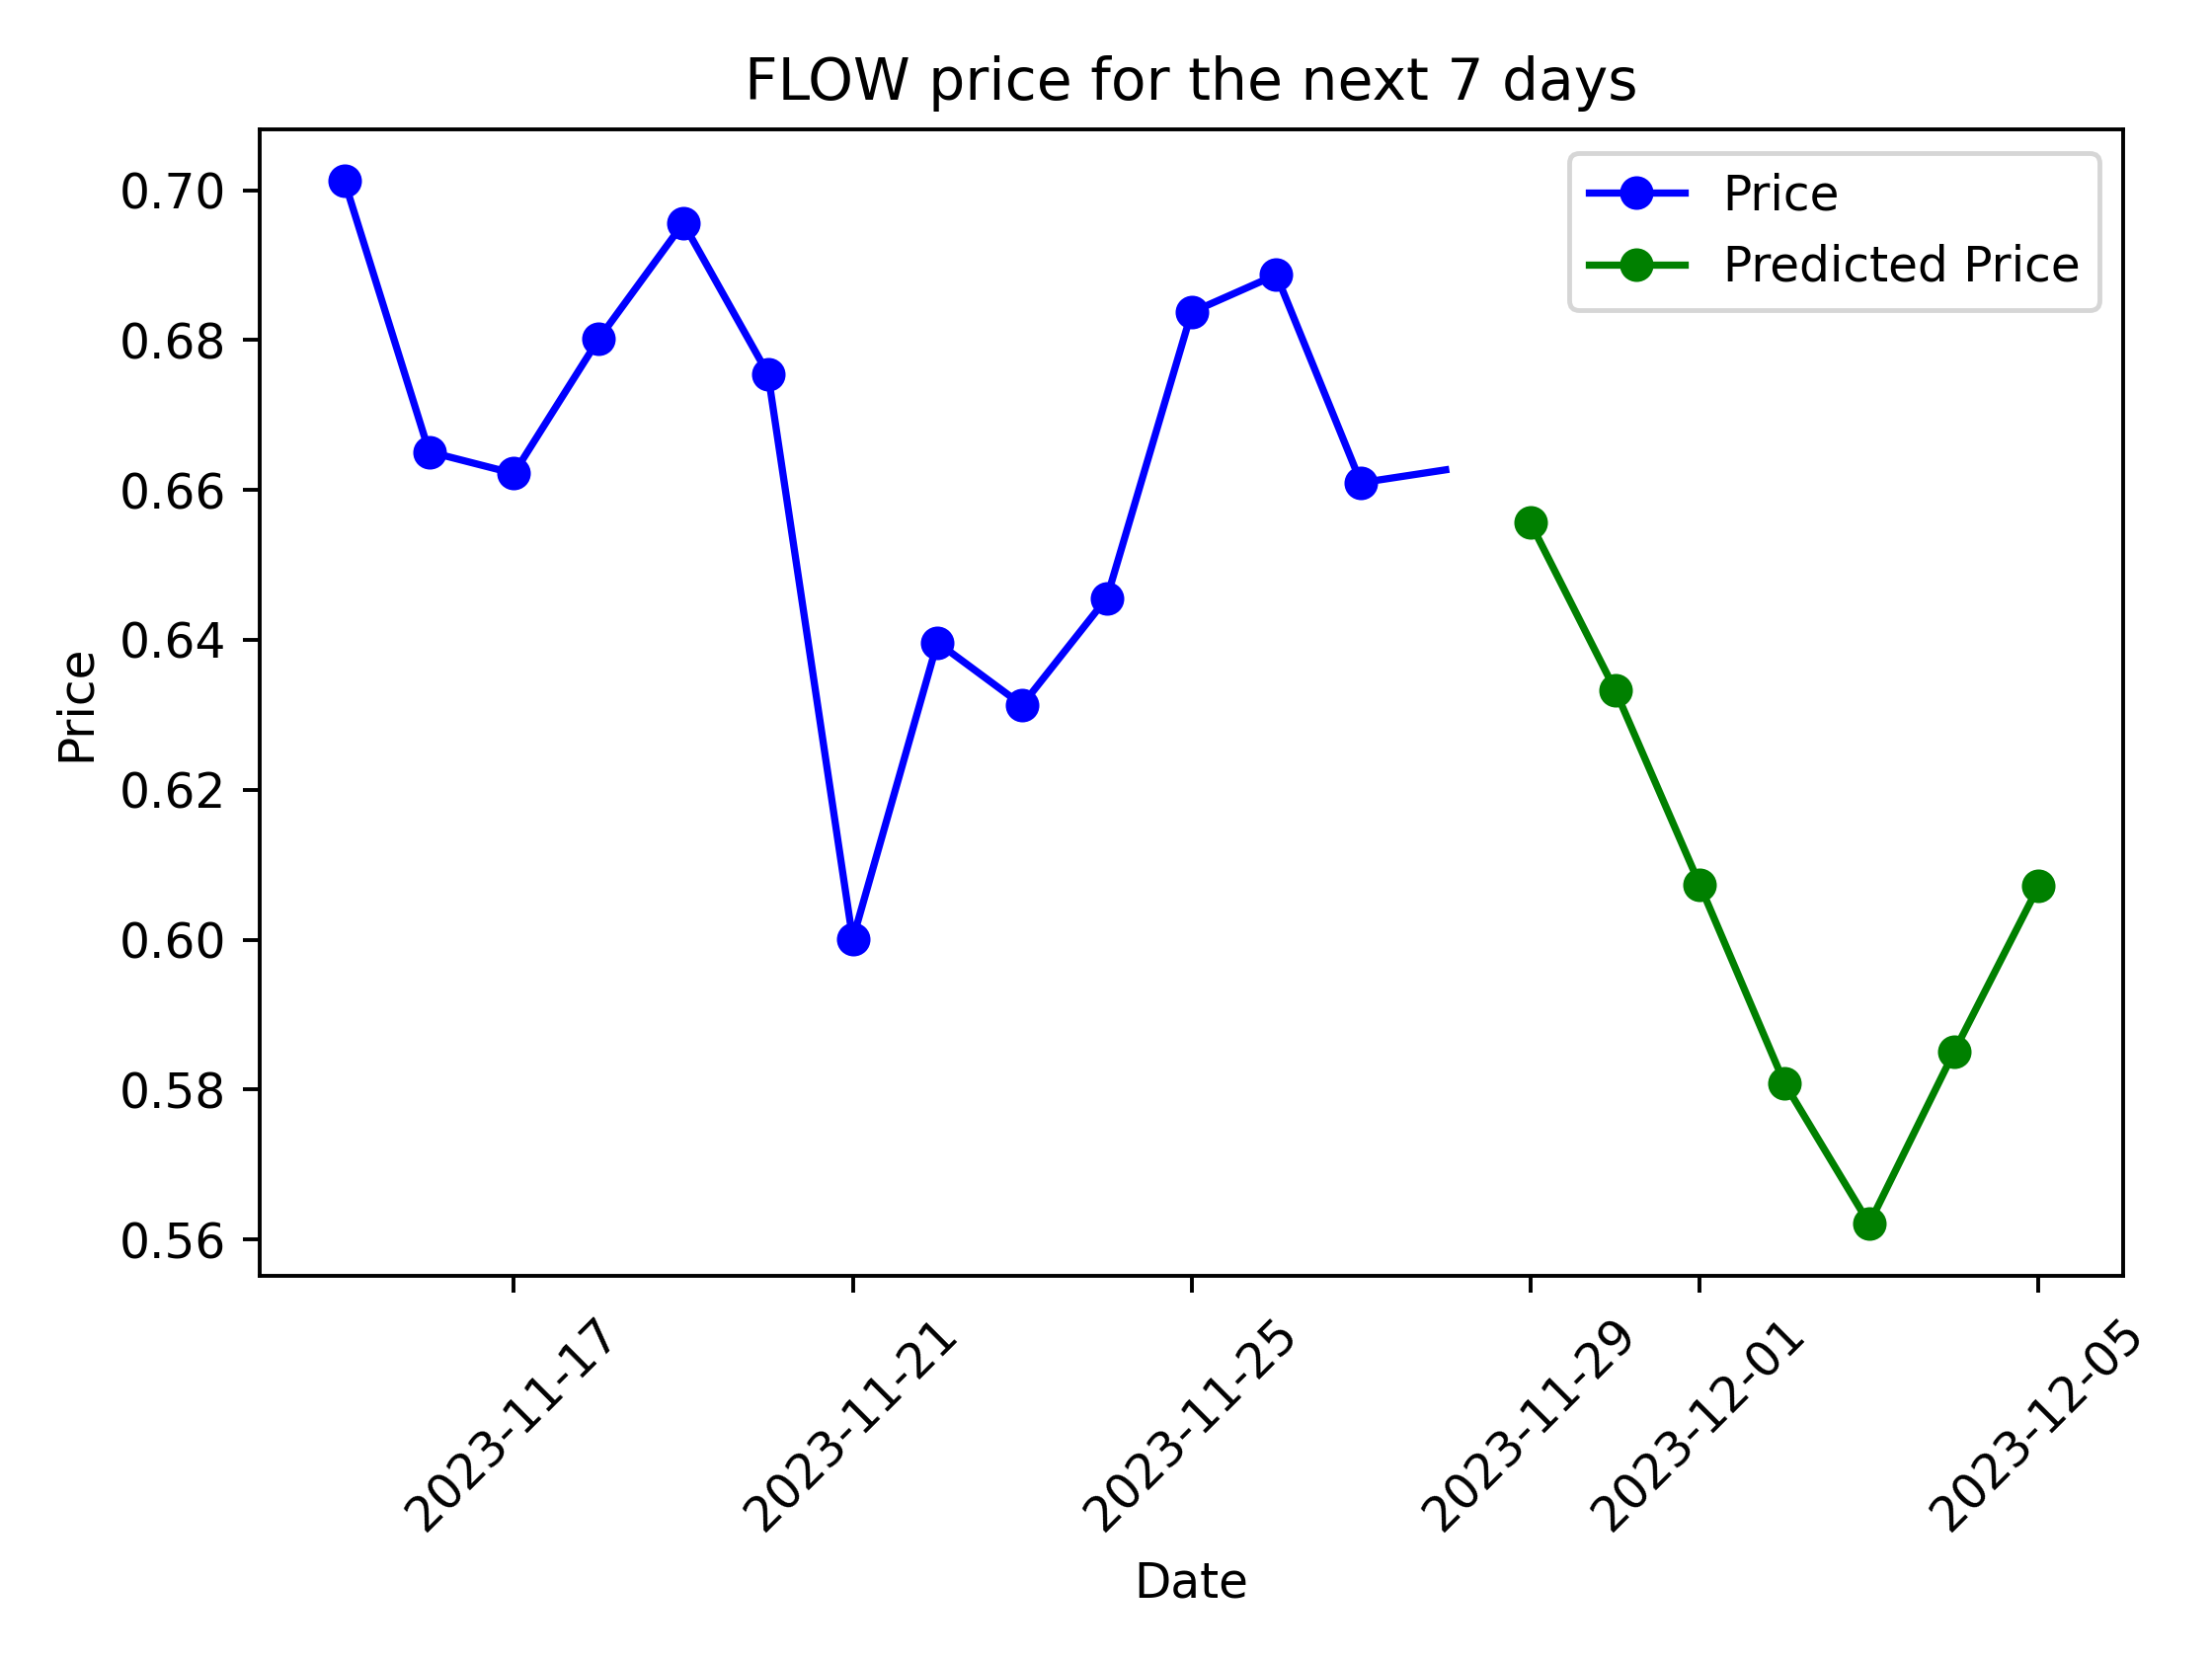 FLOW price for the next 7 days
Price
Predicted Price
0.70
0.68
0.66
0.64
0.62
0.60
0.58
0.56
Price
2023-11-17
2023-11-21
2023-11-25
2023-11-29
2023-12-01
2023-12-05
Date